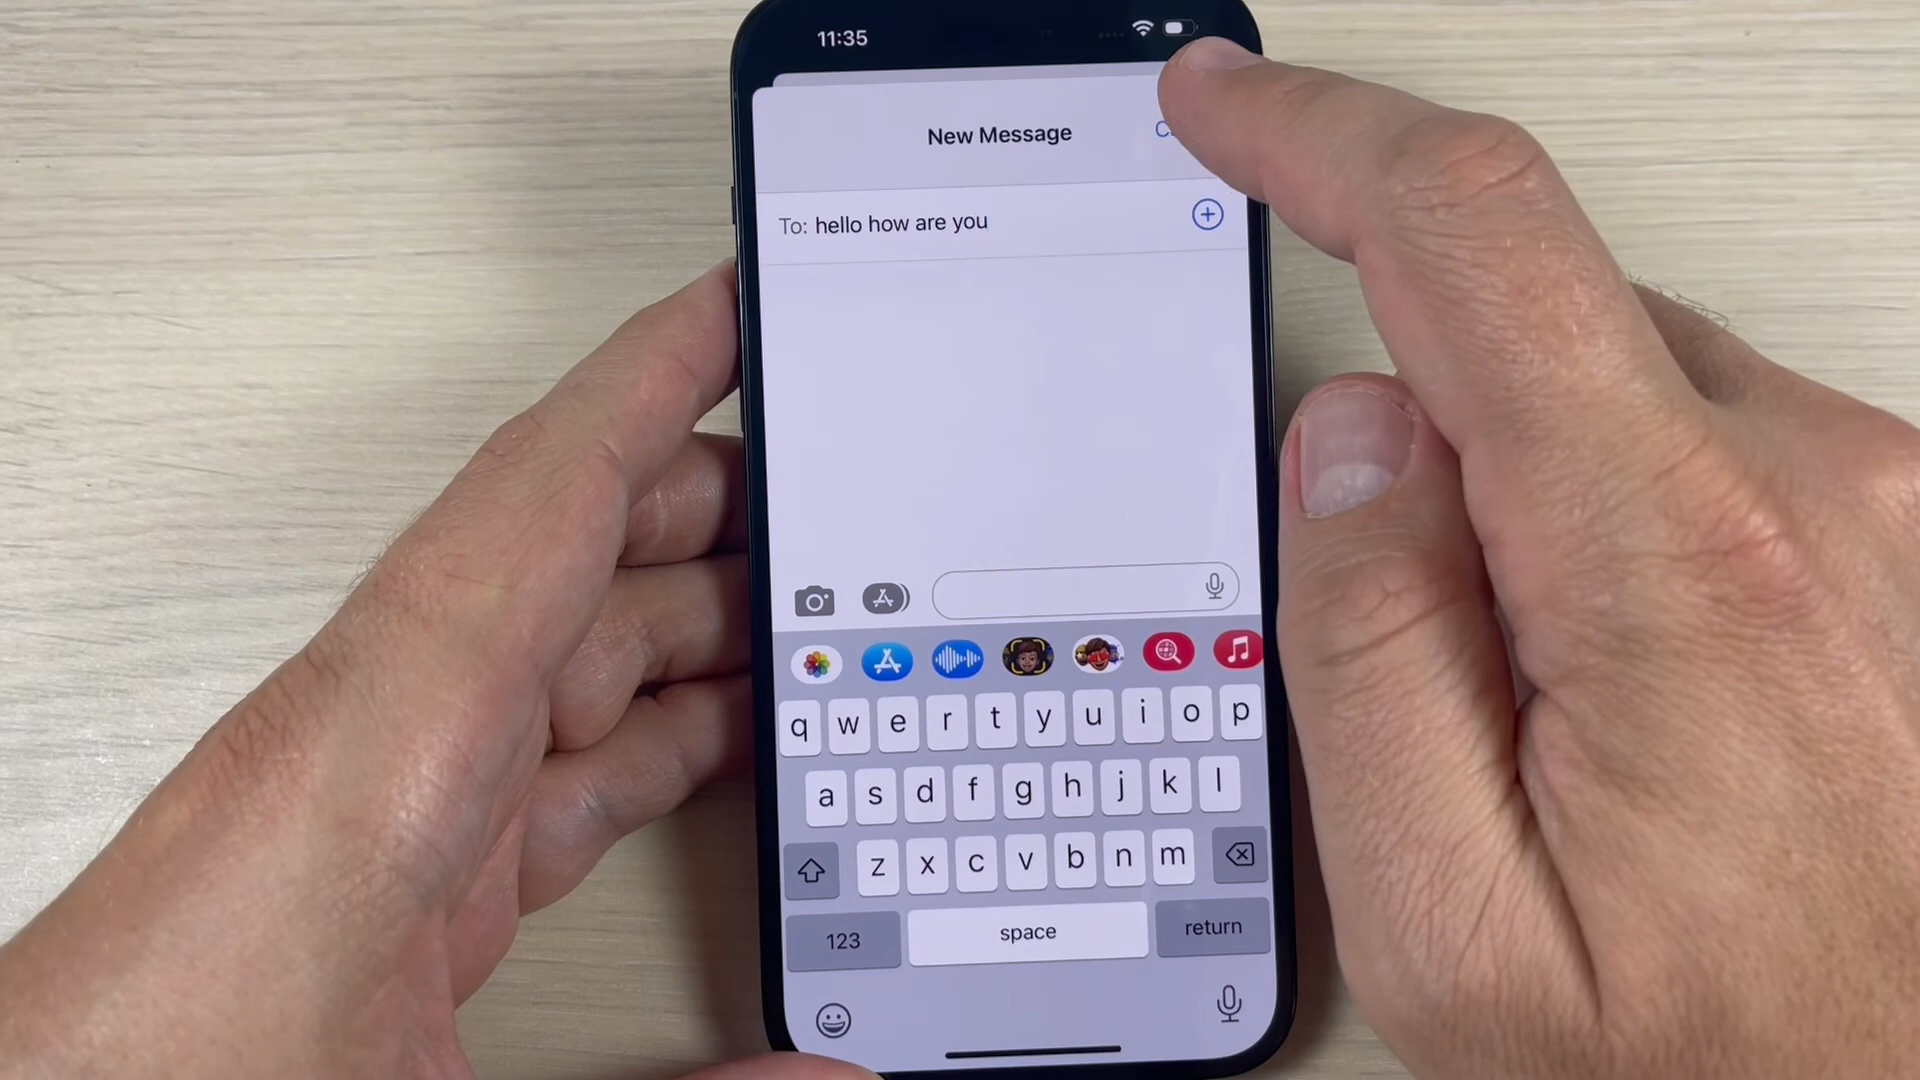 11:35
New Message
To: hello how are you
q w e r t y u i o p
a s d f g h j k l
z x c v b n m
123 space return